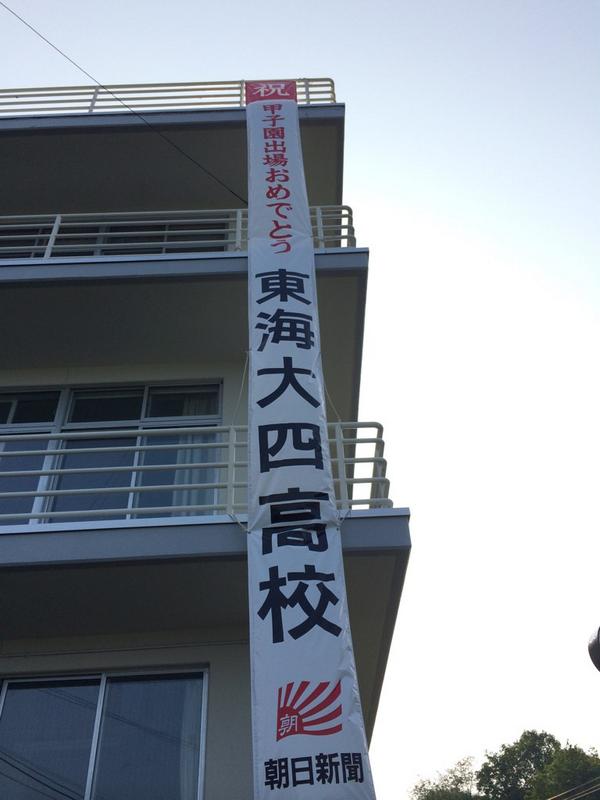 祝
甲子園出場おめでとう
東海大四高校
朝
朝日新聞